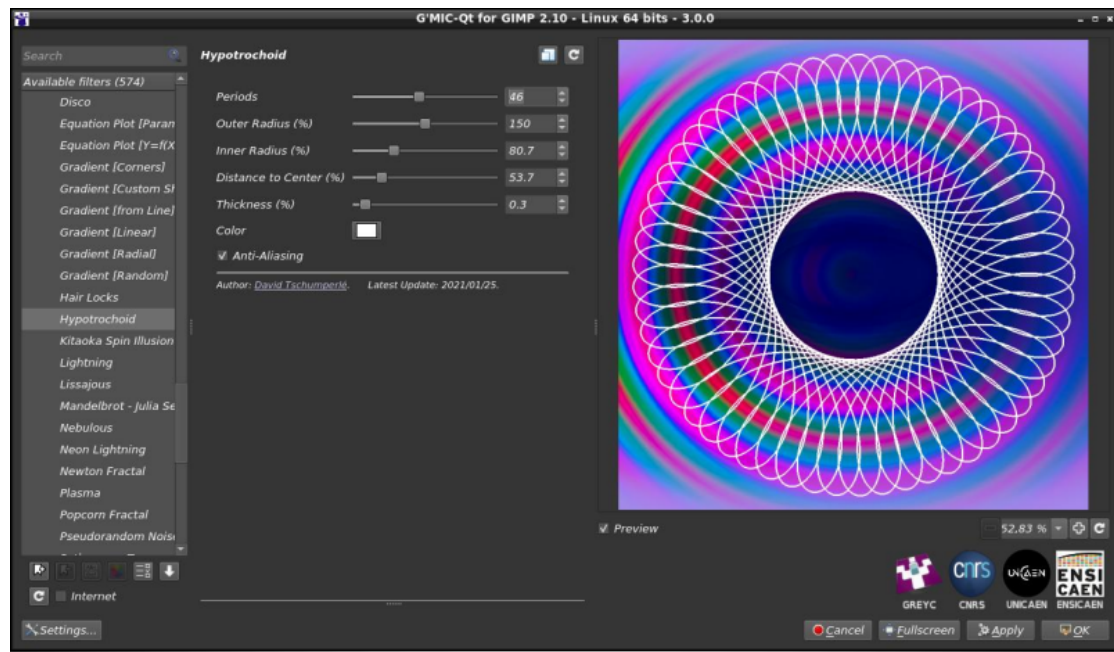 G'MIC-Qt for GIMP 2.10 - Linux 64 bits - 3.0.0
Search
Available filters (574)
Disco
Equation Plot [Param
Equation Plot [Y=f(X
Gradient [Corners]
Gradient [Custom Sh
Gradient [from Line]
Gradient [Linear]
Gradient [Radial]
Gradient [Random]
Hair Locks
Hypotrochoid
Kitaoka Spin Illusion
Lightning
Lissajous
Mandelbrot - Julia Se
Nebulous
Neon Lightning
Newton Fractal
Plasma
Popcorn Fractal
Pseudorandom Nois
Internet
Settings...
Hypotrochoid
Periods 46
Outer Radius (%) 150
Inner Radius (%) 80.7
Distance to Center (%) 53.7
Thickness (%) 0.3
Color
Anti-Aliasing
Author: David Tschumperlé. Latest Update: 2021/01/25.
Preview
52.83 %
cnrs
UNICAEN
ENSI
CAEN
GREYC CNRS UNICAEN ENSICAEN
Cancel Fullscreen Apply OK